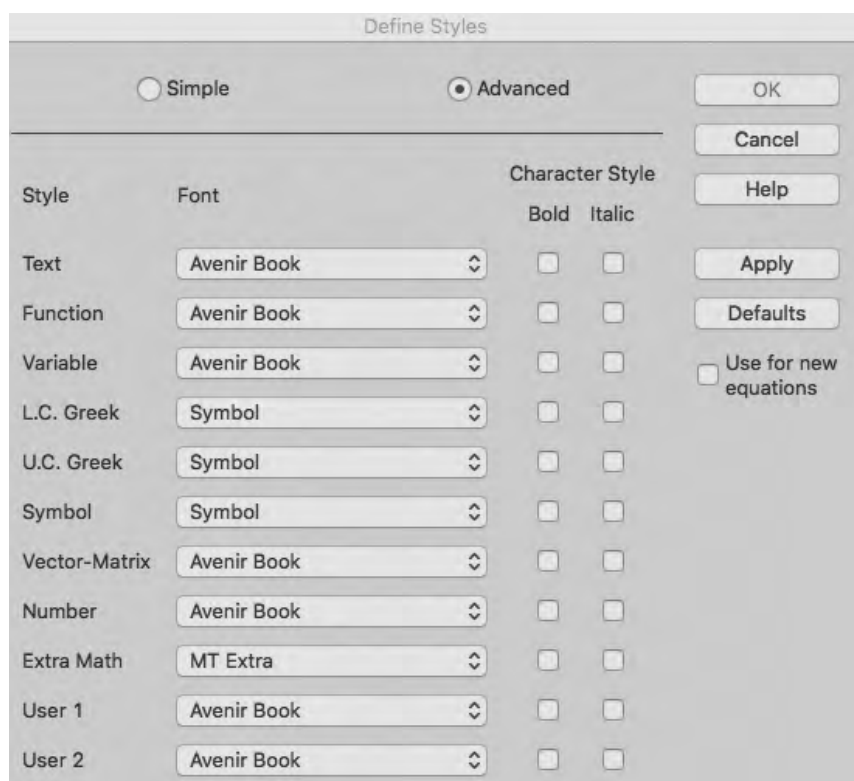 Define Styles
Simple Advanced OK
Cancel
Character Style Help
Style Font
Bold Italic
Text Avenir Book Apply
Function Avenir Book Defaults
Variable Avenir Book Use for new
equations
L.C. Greek Symbol
U.C. Greek Symbol
Symbol Symbol
Vector-Matrix Avenir Book
Number Avenir Book
Extra Math MT Extra
User 1 Avenir Book
User 2 Avenir Book